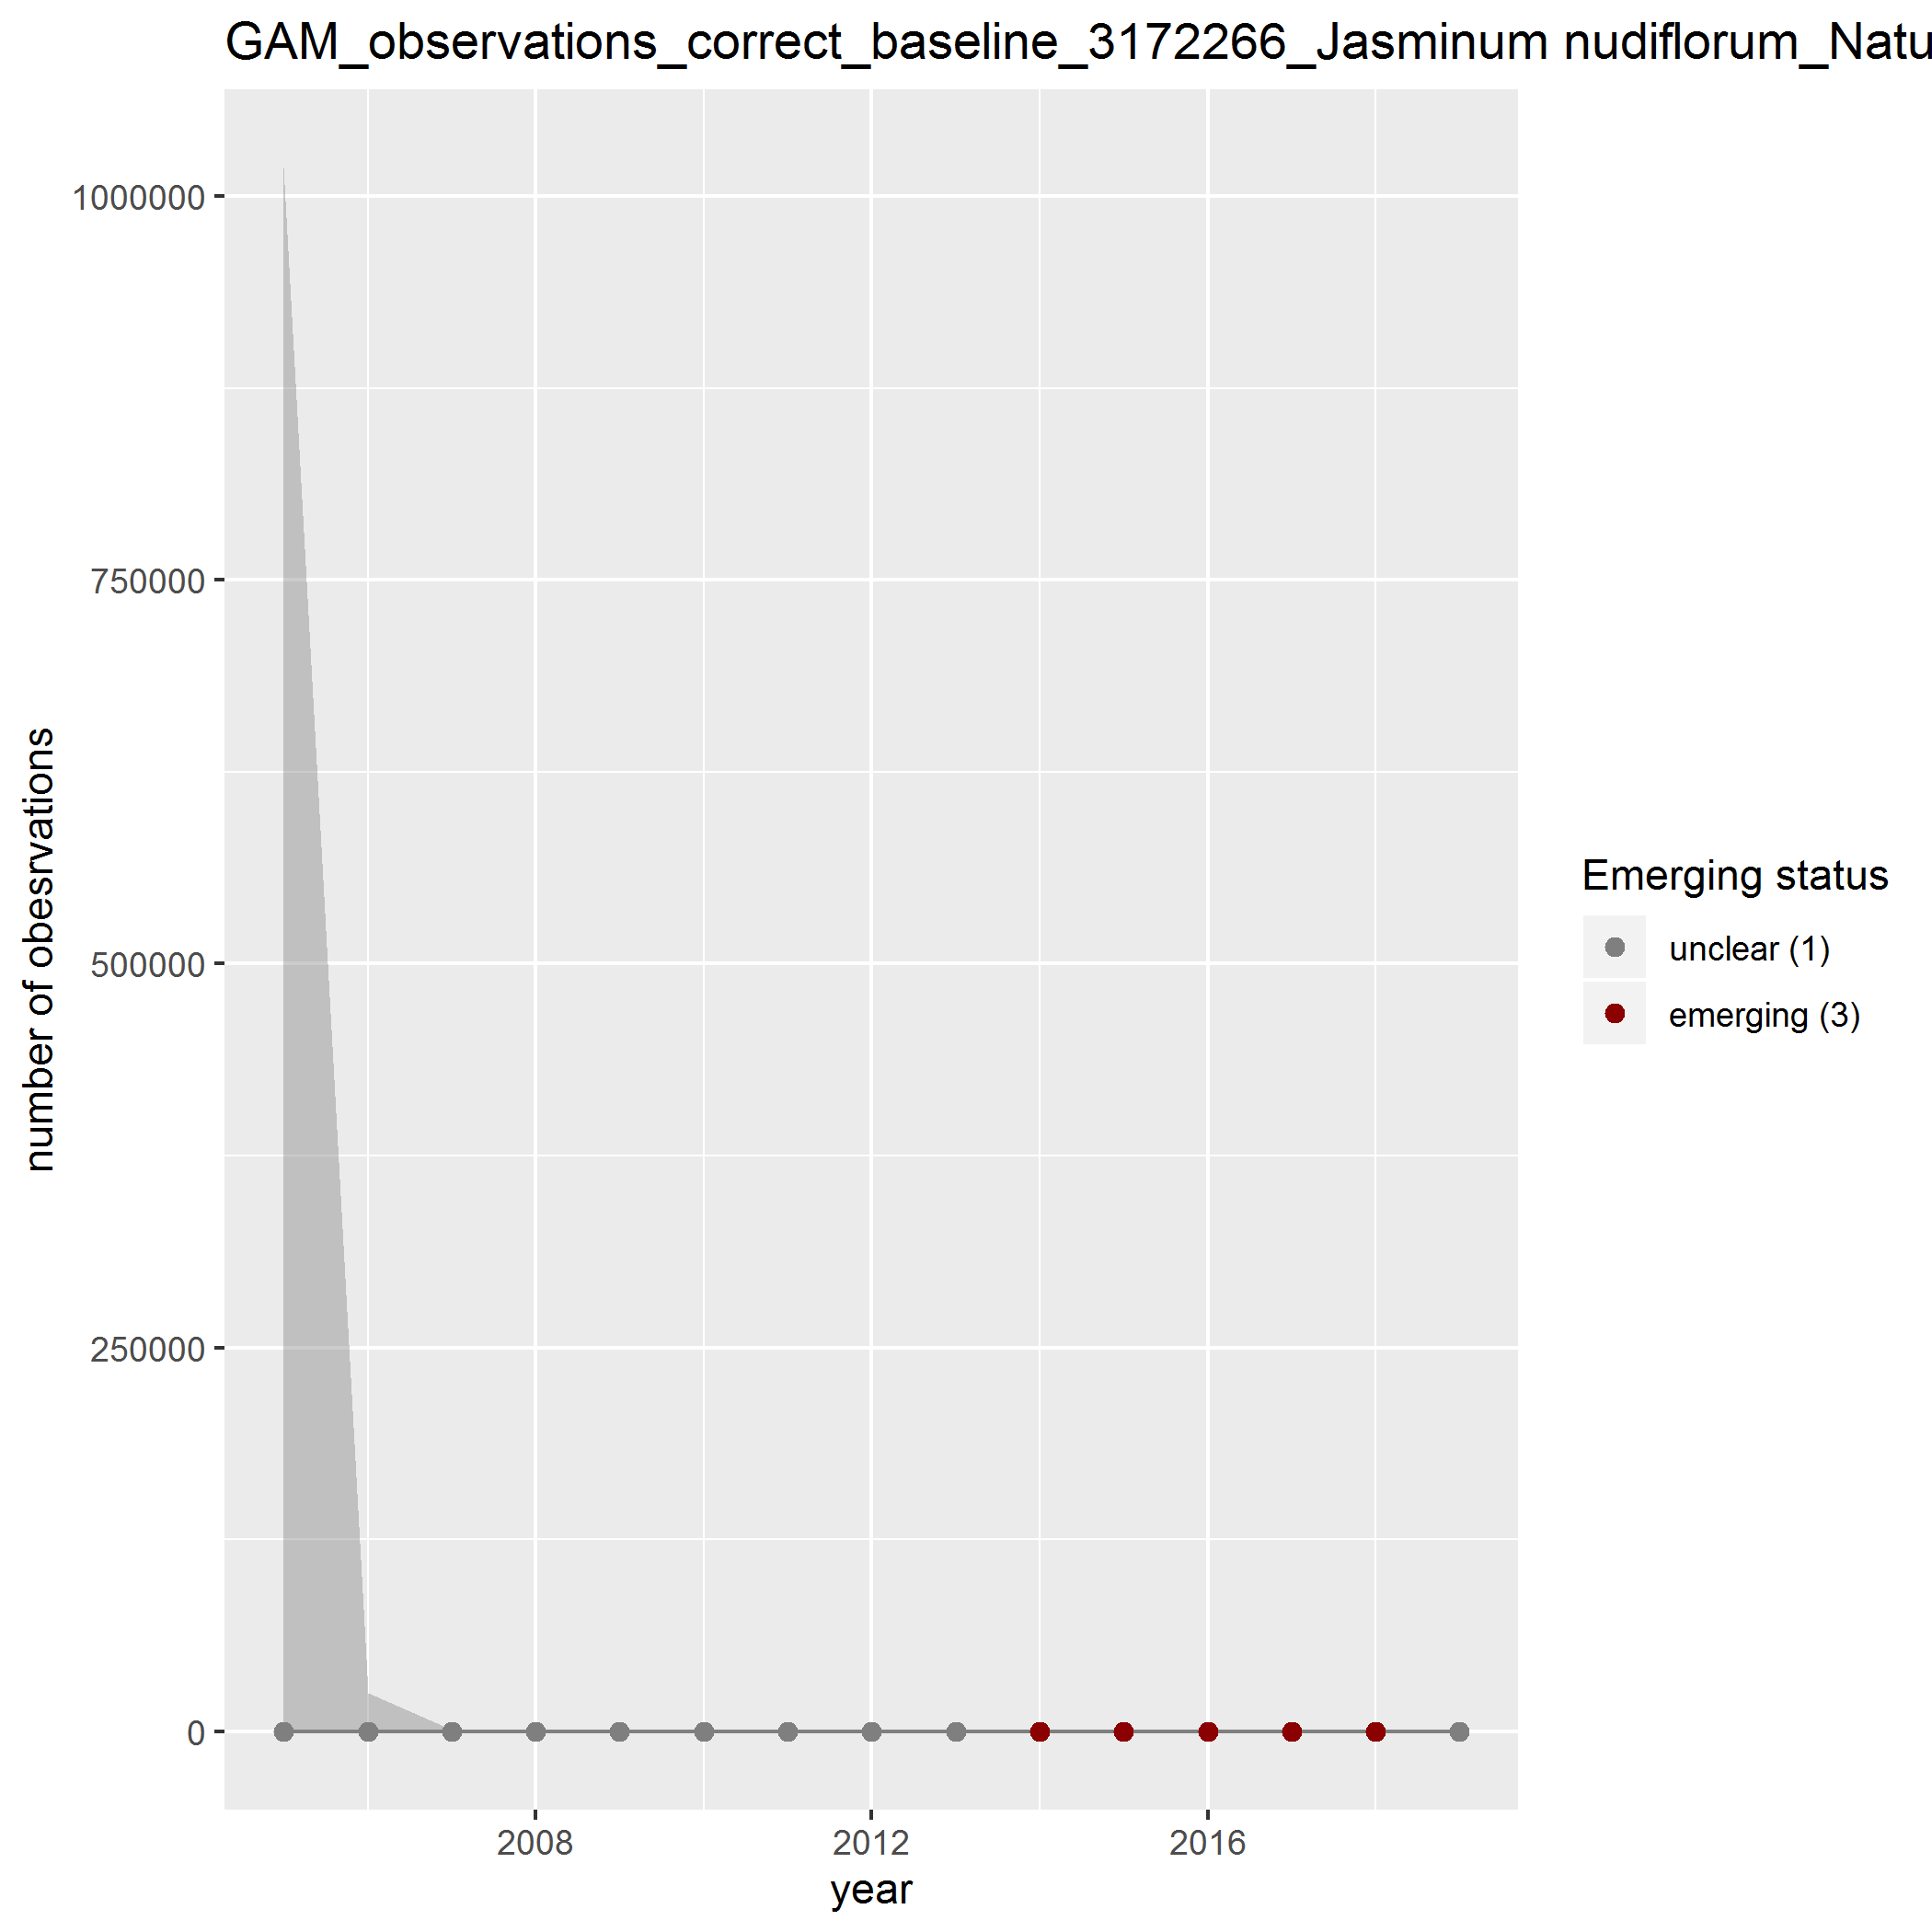 GAM_observations_correct_baseline_3172266_Jasminum nudiflorum_Natu
1000000
750000
500000
250000
0
number of obesrvations
2008
2012
2016
year
Emerging status
unclear (1)
emerging (3)